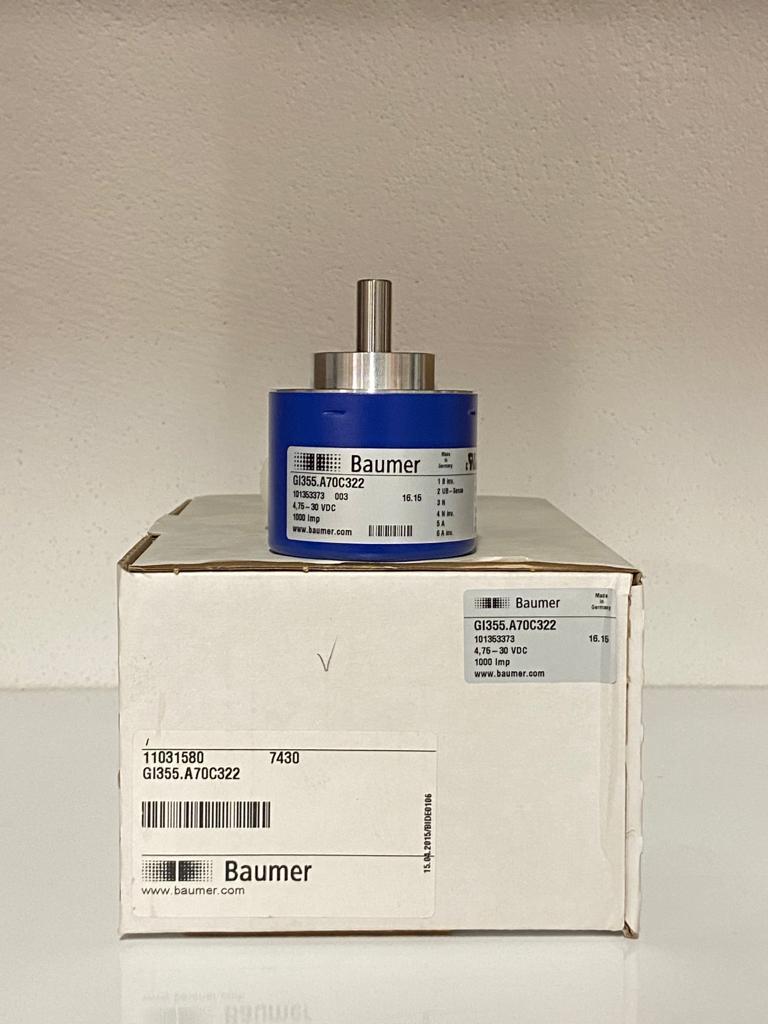 Baumer
Made
in
Germany
GI355.A70C322
101353373 003 16.15
4,75–30 VDC
1000 Imp
www.baumer.com
1 B inv.
2 UB-Sense
3 N
4 N inv.
5 A
6 A inv.
Baumer
Made
in
Germany
GI355.A70C322
101353373 16.15
4,75–30 VDC
1000 Imp
www.baumer.com
/
11031580 7430
GI355.A70C322
15.04.2015/BIDE0106
Baumer
www.baumer.com